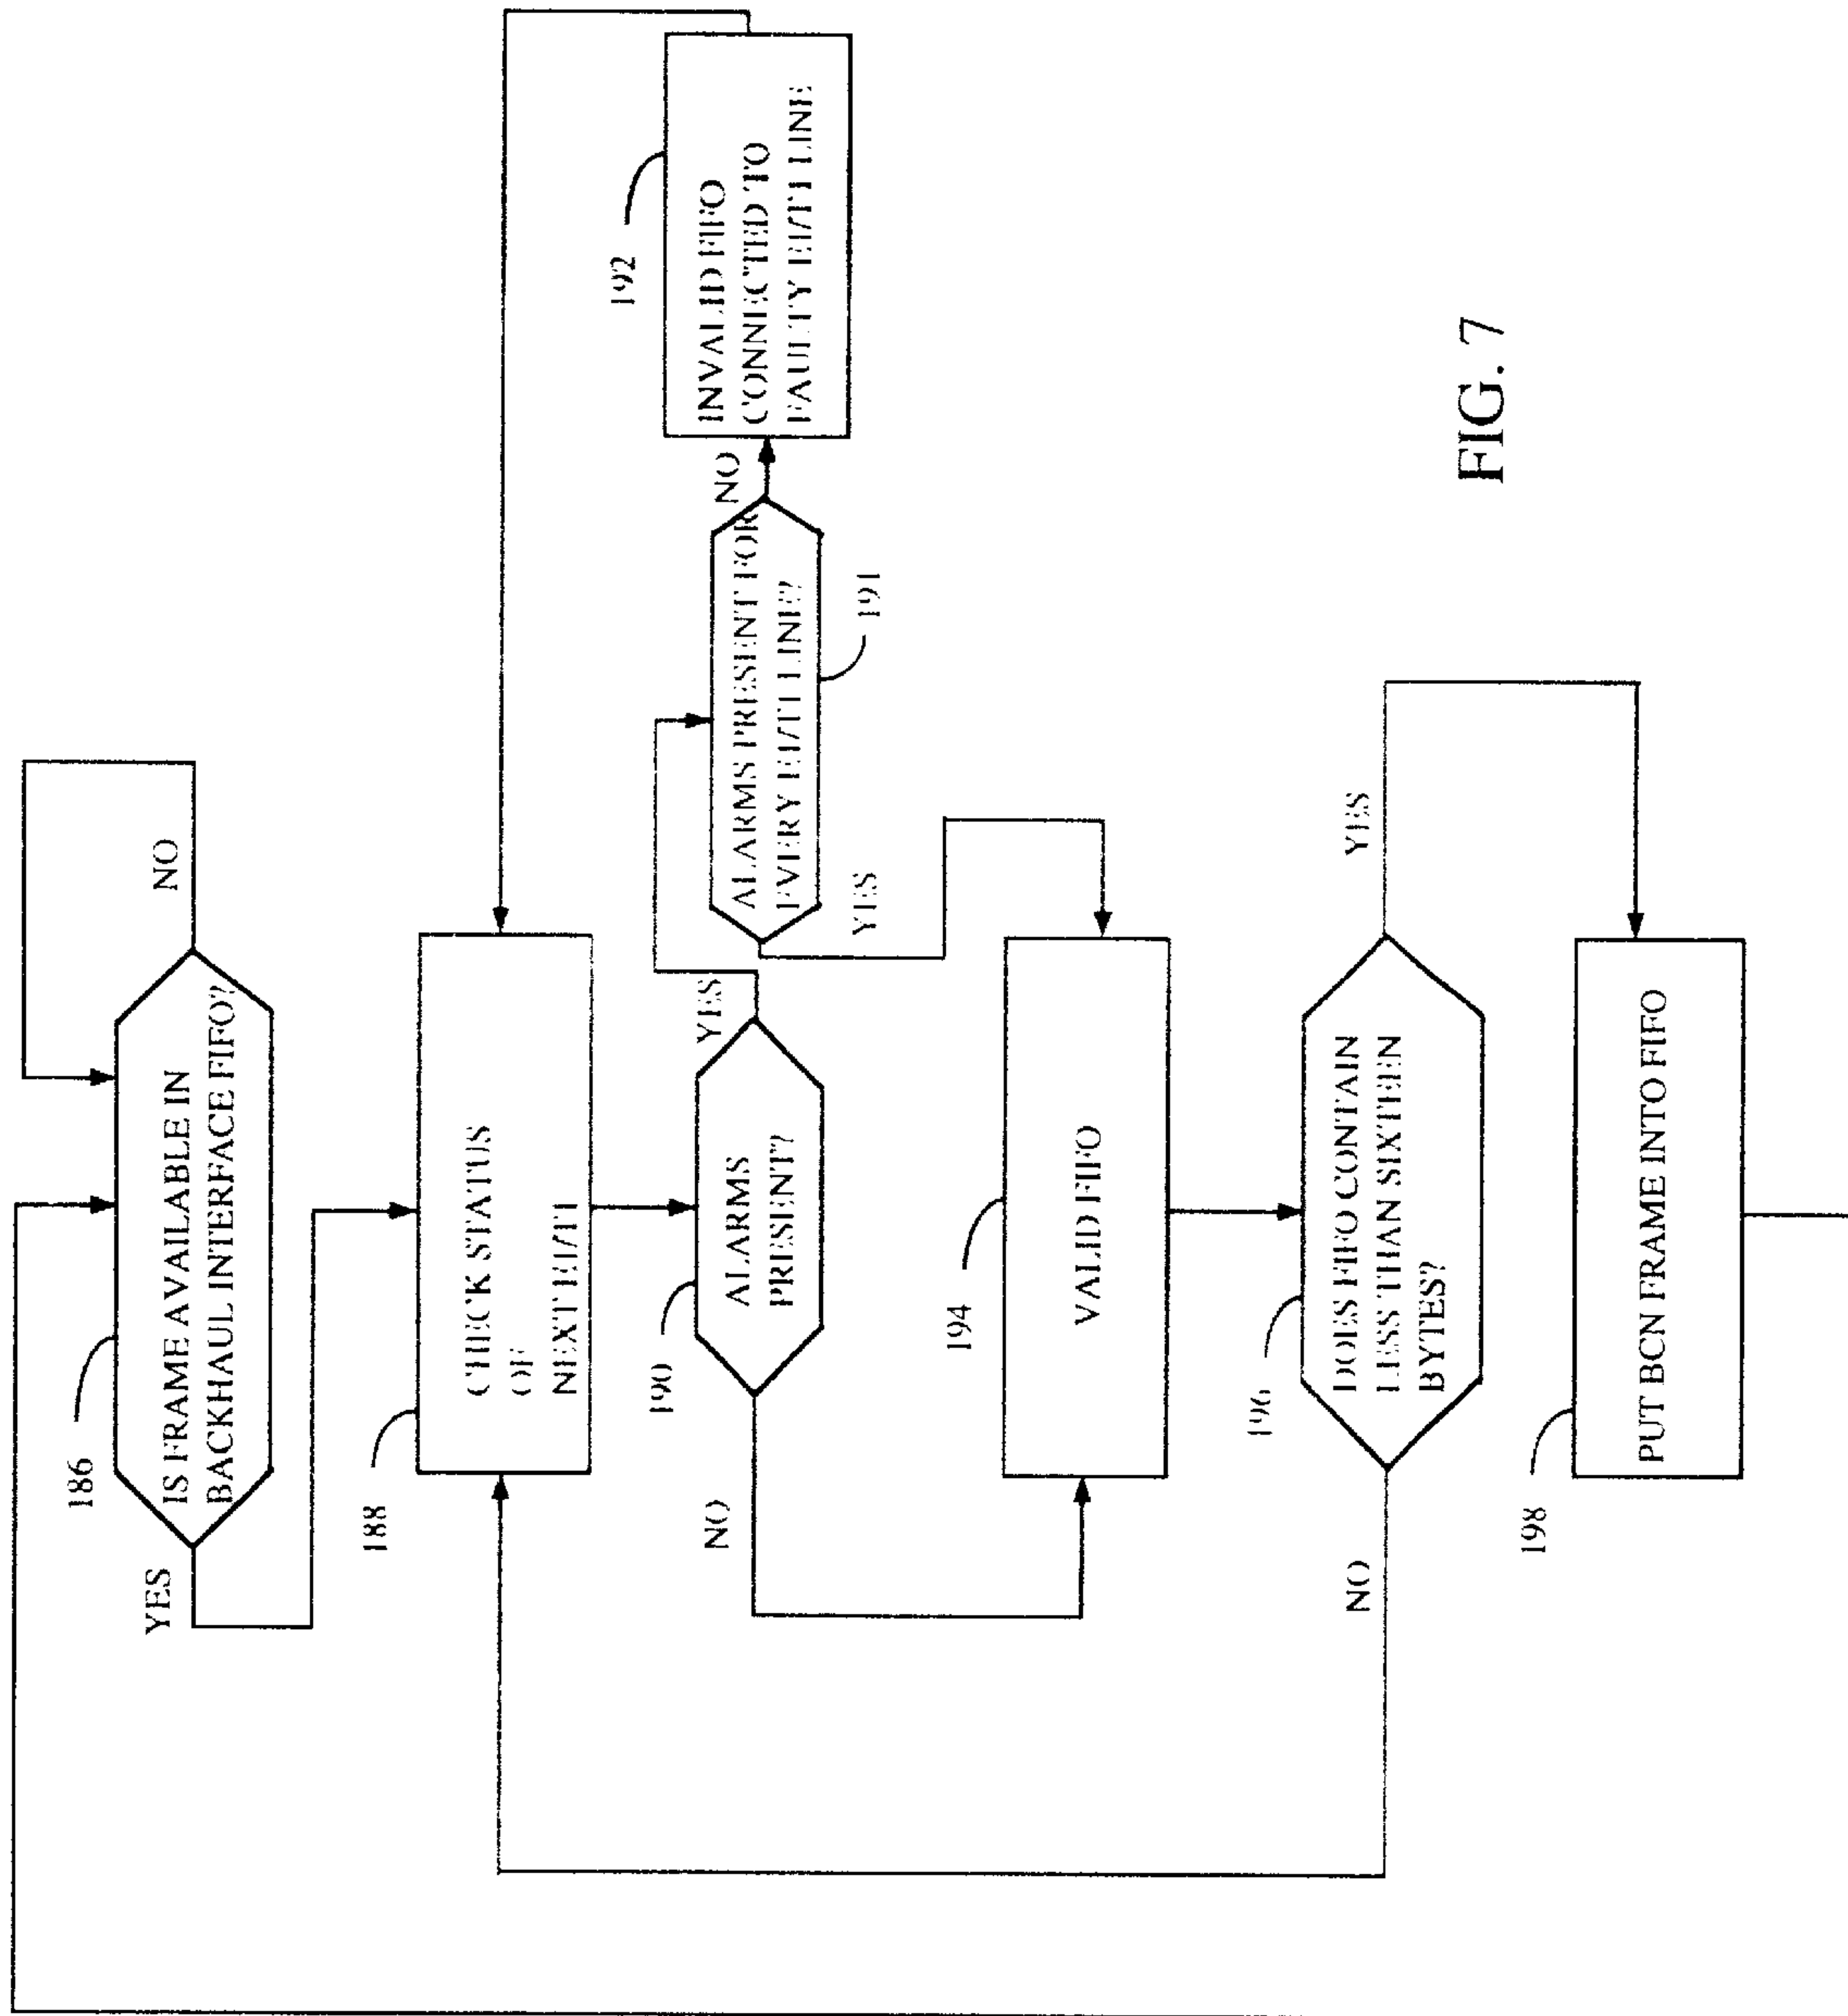 186
IS FRAME AVAILABLE IN
BACKHAUL INTERFACE FIFO?
NO
YES
188
CHECK STATUS
OF
NEXT E1/T1
190
ALARMS
PRESENT?
YES
NO
ALARMS PRESENT FOR
EVERY E1/T1 LINE?
191
NO
YES
192
INVALID FIFO
CONNECTED TO
FAULTY E1/T1 LINE
194
VALID FIFO
196
DOES FIFO CONTAIN
LESS THAN SIXTEEN
BYTES?
YES
NO
198
PUT BCN FRAME INTO FIFO
FIG. 7